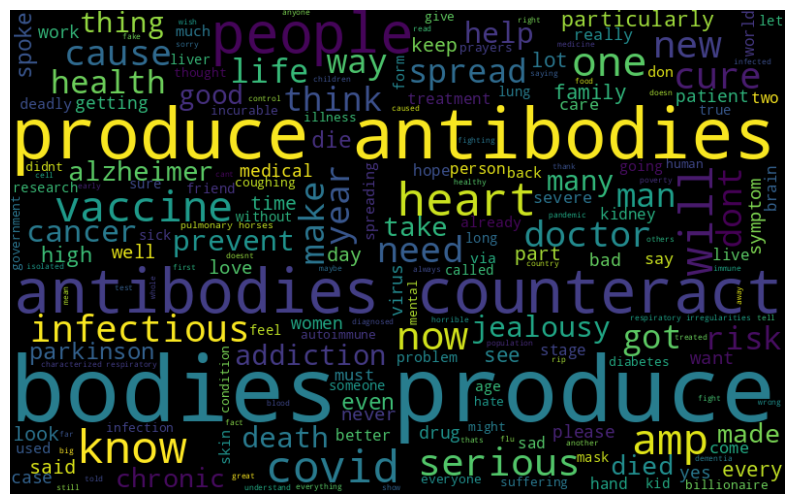 spoke work thing much people help keep give particularly let
cause liver prayers spread form really new world
health getting life way lot one don cure
deadly good thought think treatment lung family patient two
incurable illness die care true
produce antibodies
didnt alzheimer medical hope person back going human brain
research sure friend coughing heart many man will dont symptom
vaccine time make year spreading take severe kidney
cancer without prevent need already doctor
government high well sick day long part bad say live
pulmonary horses love virus called via
antibodies counteract
infectious feel women now jealousy got risk
parkinson addiction autoimmune mental problem see stage diabetes want
characterized respiratory condition must someone even age hate might drug
bodies produce
look infection skin never better sad please made
know death covid serious amp
used said chronic case died yes every
suffering everyone mask hand kid come billionaire
anyone wish sorry fake read right medicine saying infected
children food doesn control caused fighting
cell early cant thank poverty healthy pandemic others
isolated first doesnt maybe always country immune
mean test whole diagnosed horrible respiratory irregularities tell away
population treated rip blood fact fight wrong
far big told still great flu thats another dementia
understand everything show